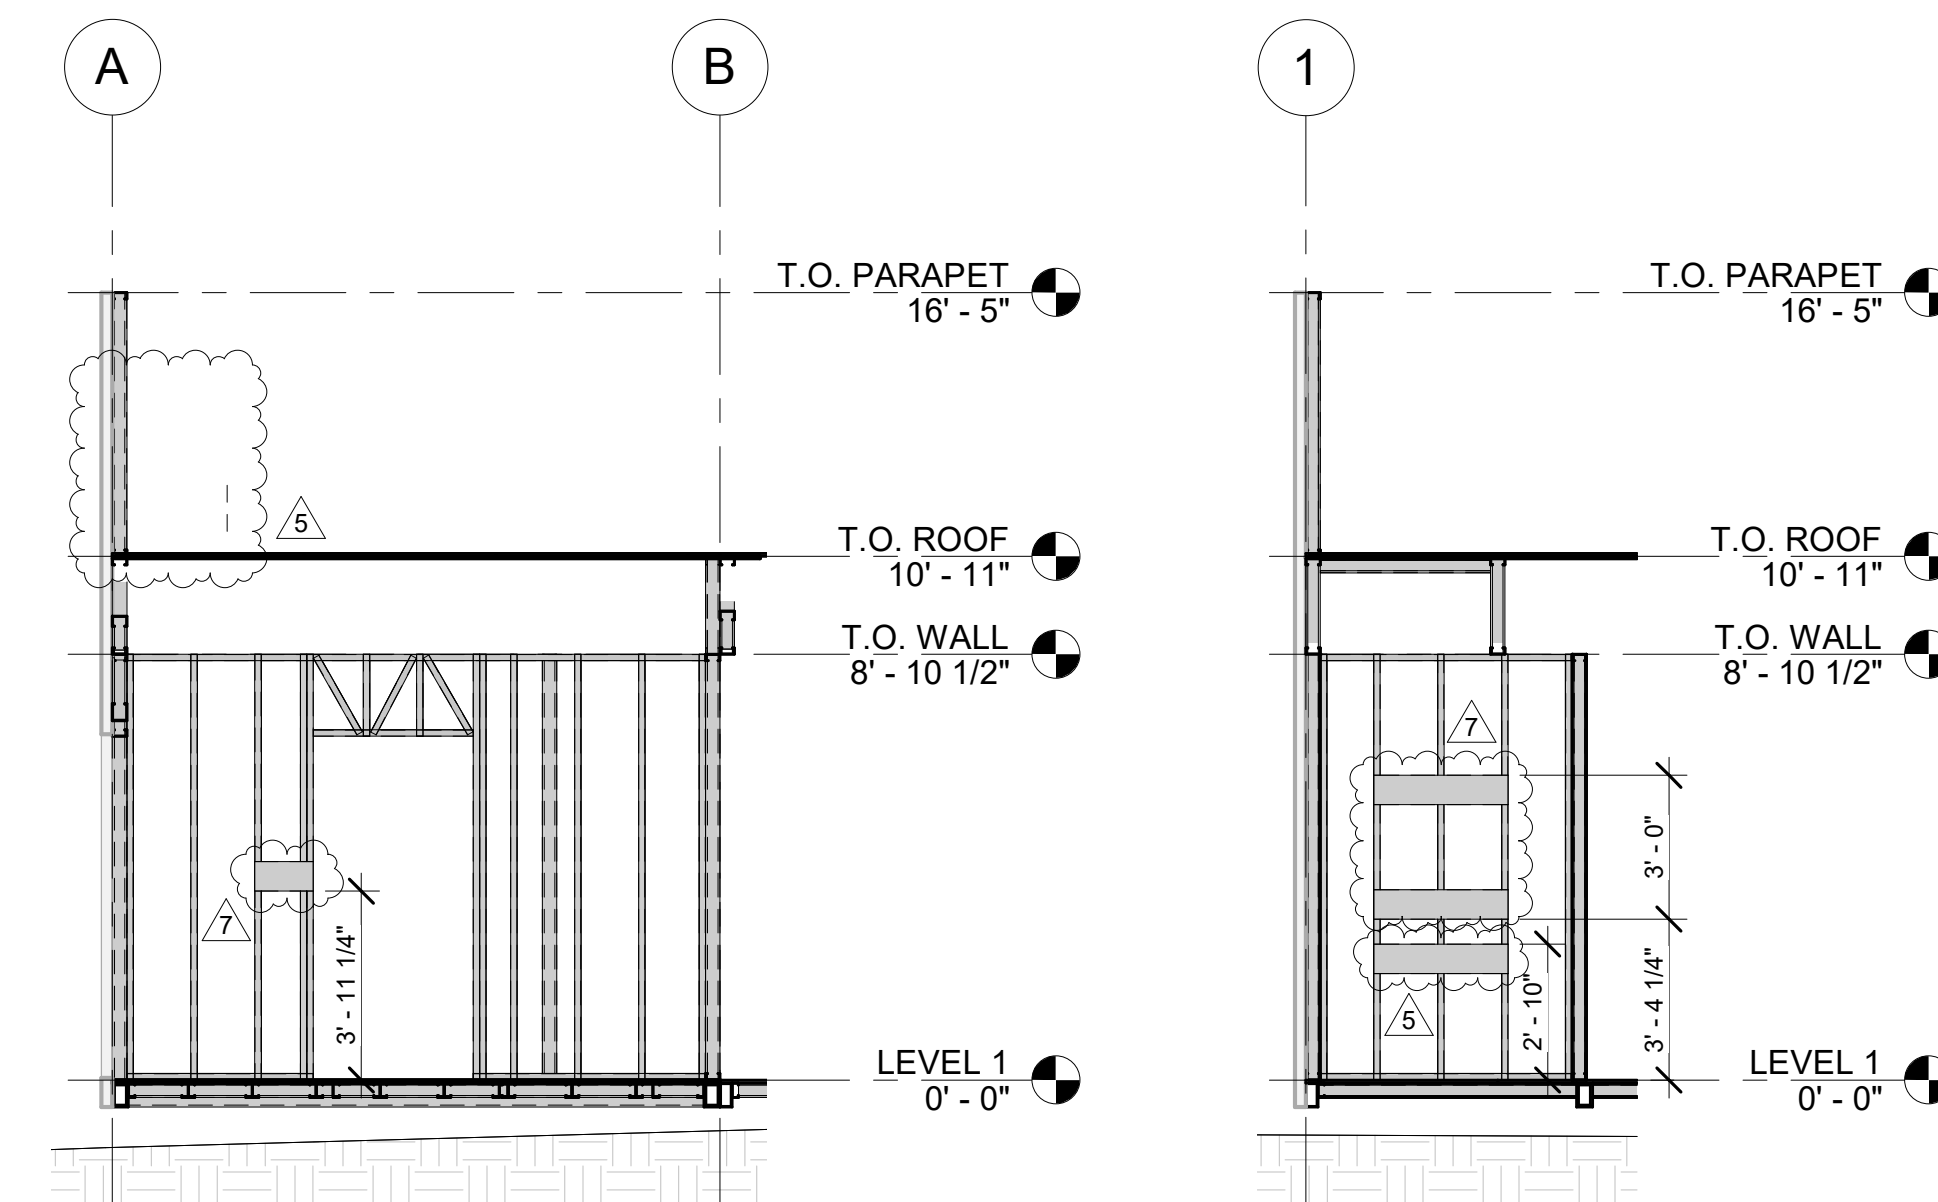 A
B
1
T.O. PARAPET
16' - 5"
T.O. PARAPET
16' - 5"
5
T.O. ROOF
10' - 11"
T.O. ROOF
10' - 11"
T.O. WALL
8' - 10 1/2"
T.O. WALL
8' - 10 1/2"
7
3' - 0"
7
3' - 11 1/4"
5
2' - 10"
3' - 4 1/4"
LEVEL 1
0' - 0"
LEVEL 1
0' - 0"